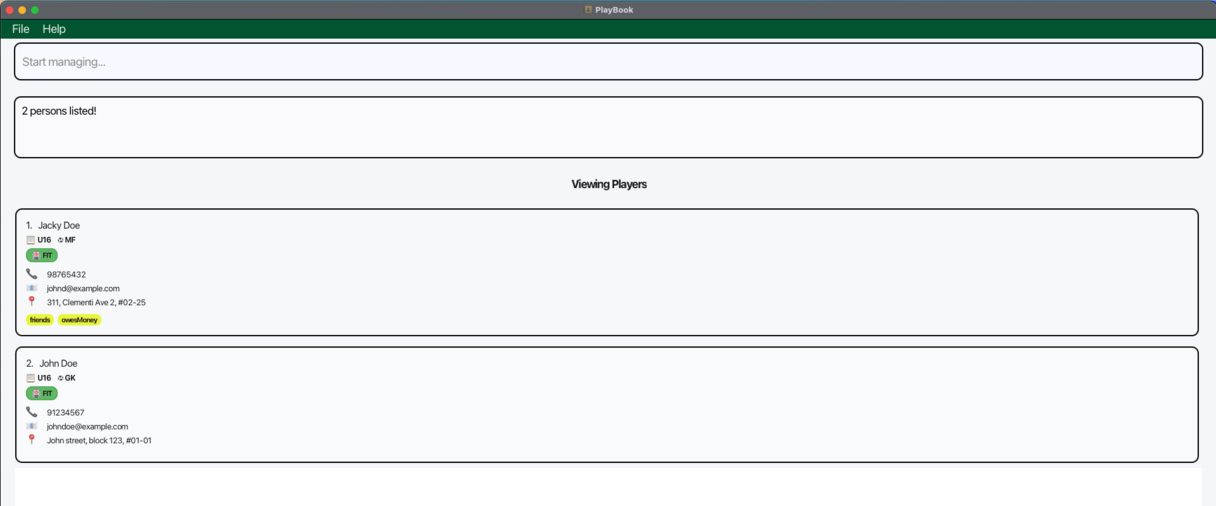 PlayBook
File Help
Start managing...
2 persons listed!
Viewing Players
1. Jacky Doe
U16 MF
FIT
98765432
johnd@example.com
311, Clementi Ave 2, #02-25
friends owesMoney
2. John Doe
U16 GK
FIT
91234567
johndoe@example.com
John street, block 123, #01-01